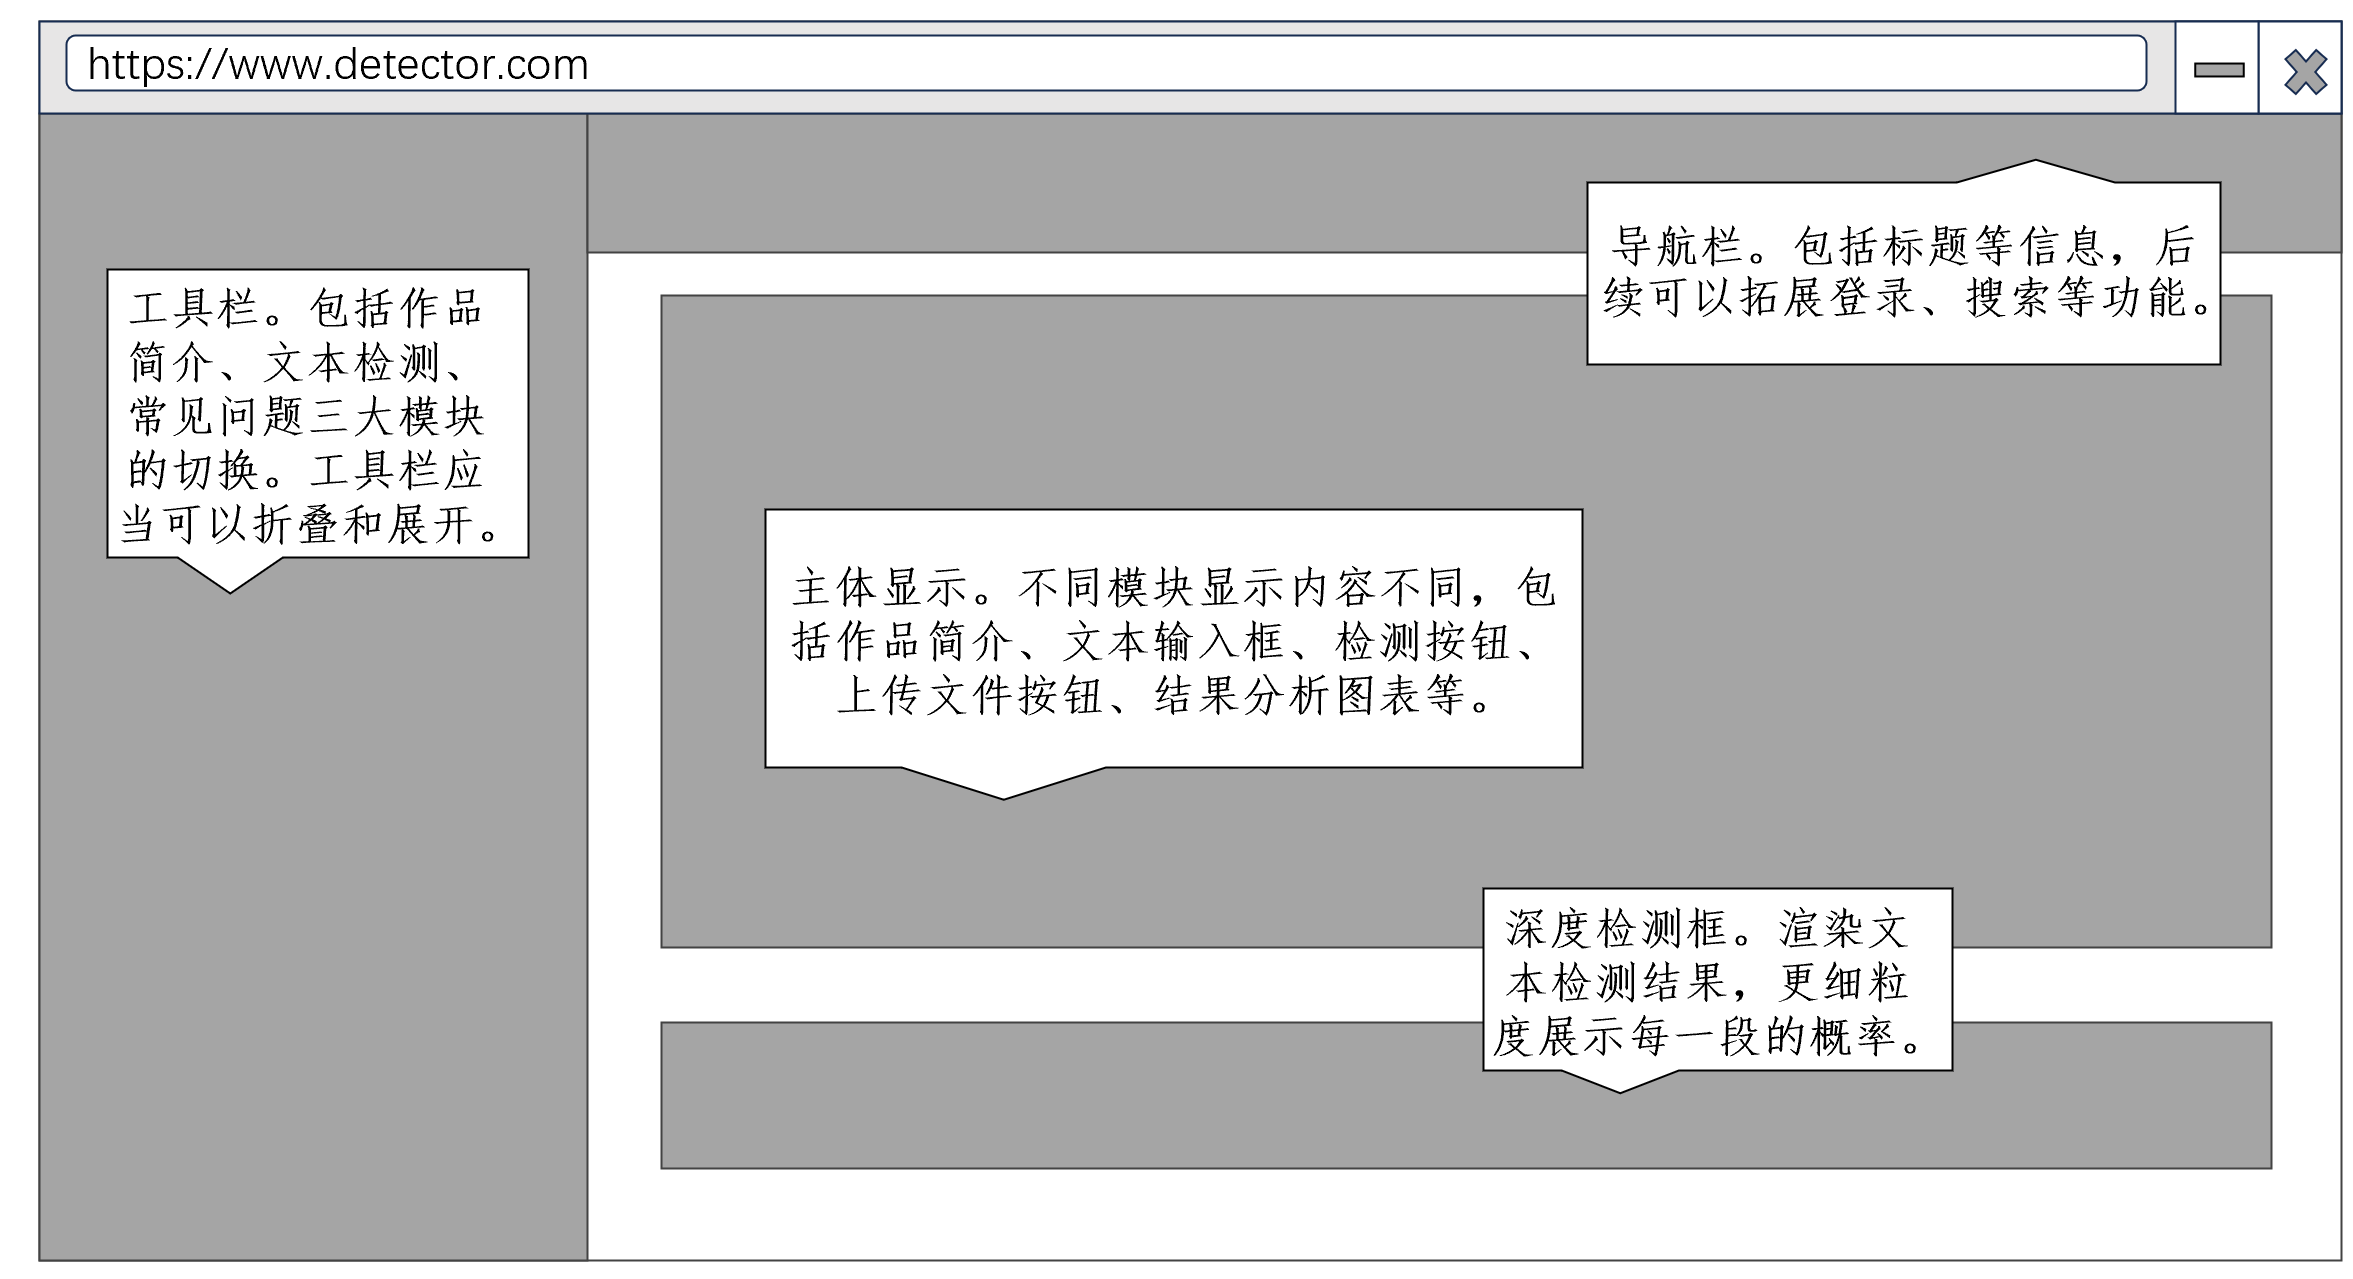 https://www.detector.com
导航栏。包括标题等信息，后
续可以拓展登录、搜索等功能。
工具栏。包括作品
简介、文本检测、
常见问题三大模块
的切换。工具栏应
当可以折叠和展开。
主体显示。不同模块显示内容不同，包
括作品简介、文本输入框、检测按钮、
上传文件按钮、结果分析图表等。
深度检测框。渲染文
本检测结果，更细粒
度展示每一段的概率。